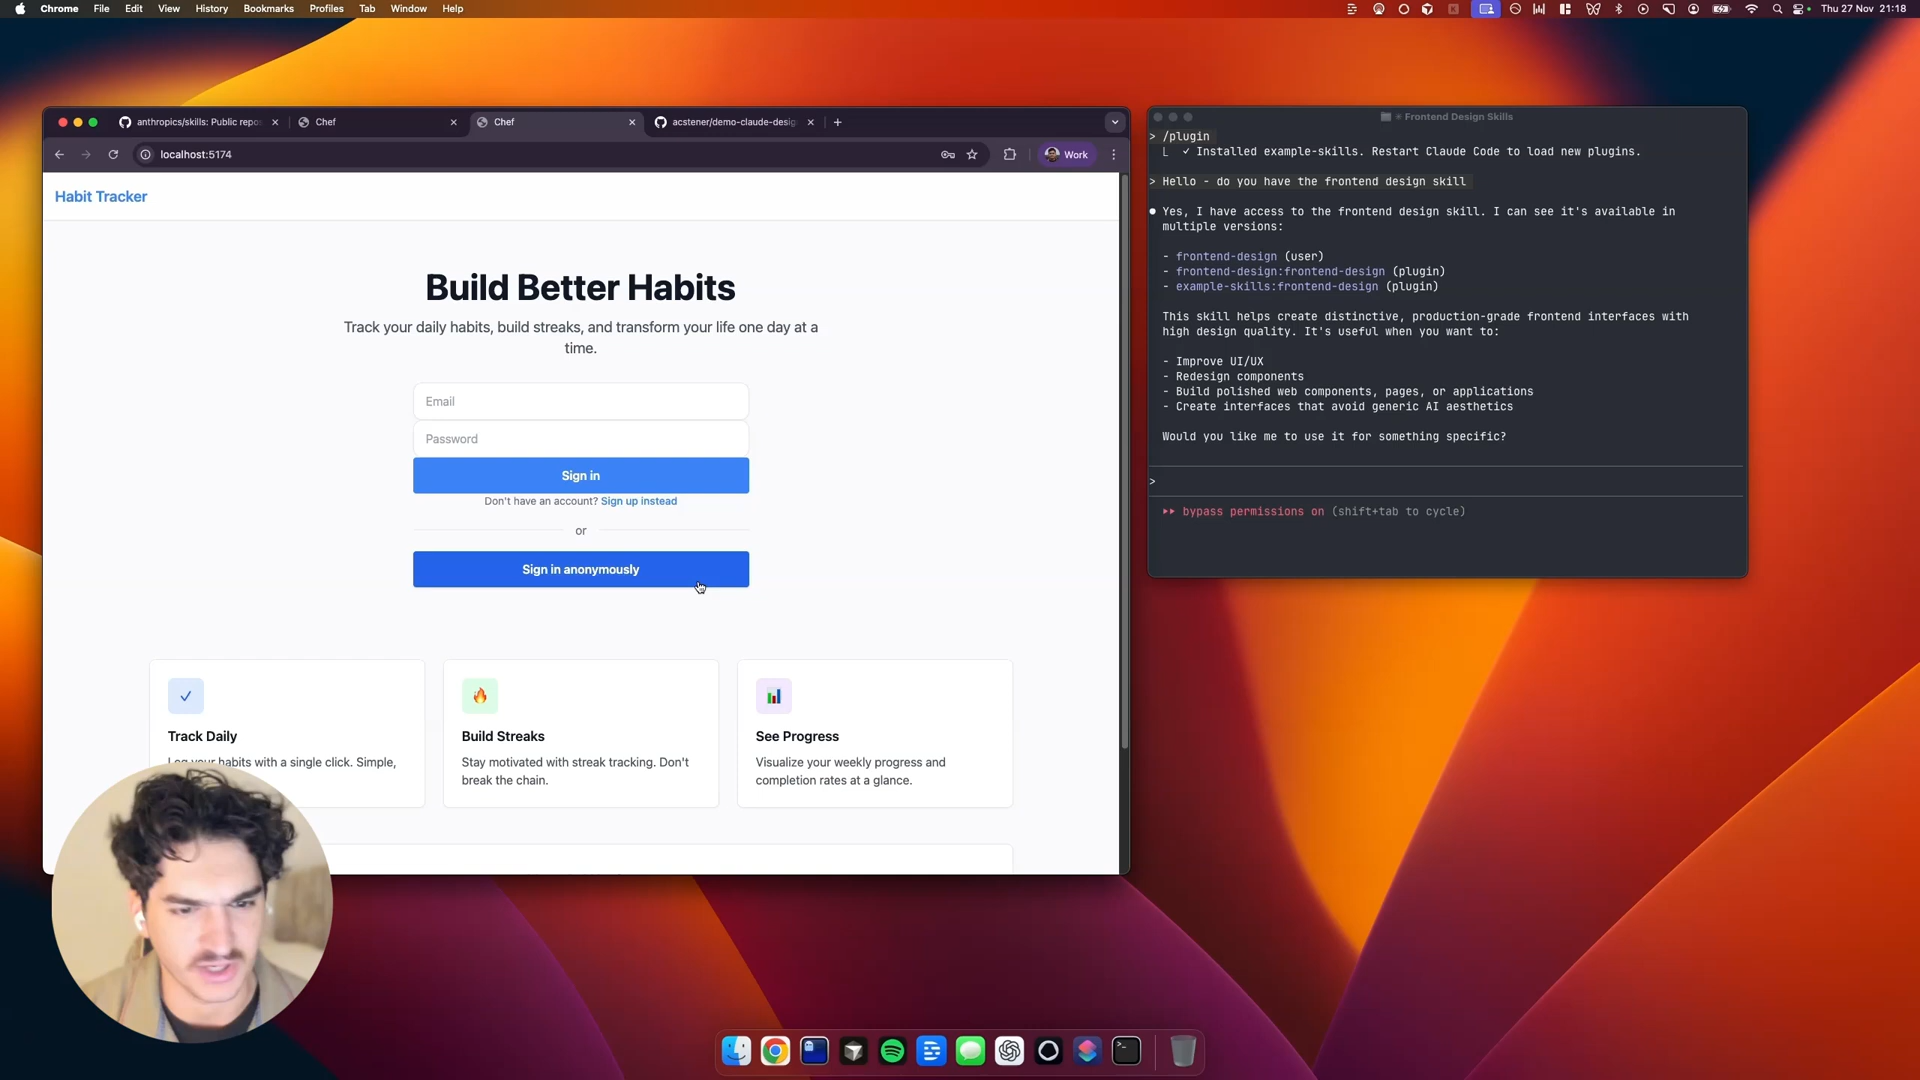 Chrome File Edit View History Bookmarks Profiles Tab Window Help
Thu 27 Nov 21:18
anthropics/skills: Public repo
Chef
Chef
acstener/demo-claude-desig
localhost:5174
Work
Habit Tracker
Build Better Habits
Track your daily habits, build streaks, and transform your life one day at a
time.
Email
Password
Sign in
Don't have an account? Sign up instead
or
Sign in anonymously
Track Daily
Log your habits with a single click. Simple,
Build Streaks
Stay motivated with streak tracking. Don't
break the chain.
See Progress
Visualize your weekly progress and
completion rates at a glance.
Frontend Design Skills
> /plugin
✓ Installed example-skills. Restart Claude Code to load new plugins.
> Hello - do you have the frontend design skill
Yes, I have access to the frontend design skill. I can see it's available in
multiple versions:
- frontend-design (user)
- frontend-design:frontend-design (plugin)
- example-skills:frontend-design (plugin)
This skill helps create distinctive, production-grade frontend interfaces with
high design quality. It's useful when you want to:
- Improve UI/UX
- Redesign components
- Build polished web components, pages, or applications
- Create interfaces that avoid generic AI aesthetics
Would you like me to use it for something specific?
>
bypass permissions on (shift+tab to cycle)